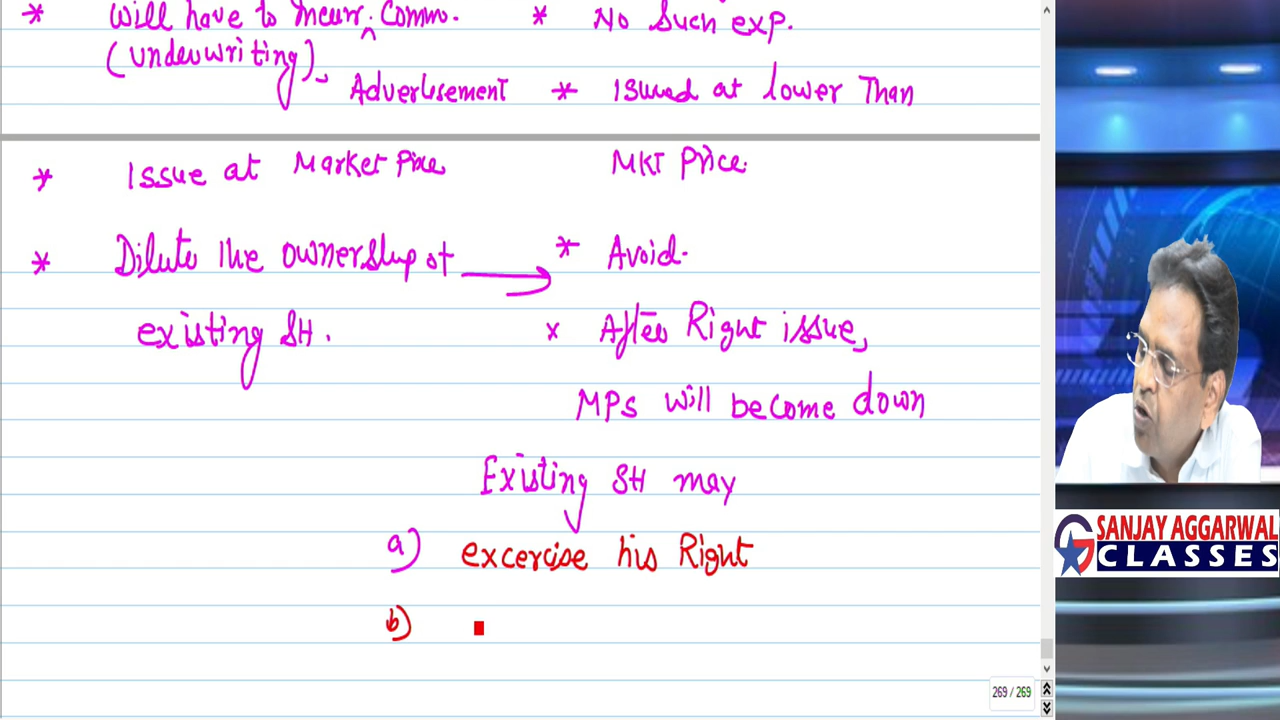 * will have to incurr. Comm. * No Such exp.
^
(underwriting), Advertisement * Issued at lower Than
* Issue at Market Price MKT Price.
* Dilute the ownership of * Avoid.
existing SH. * After Right issue,
MPS will become down
Existing SH may
a) excercise his Right
b)
SANJAY AGGARWAL
CLASSES
269 / 269